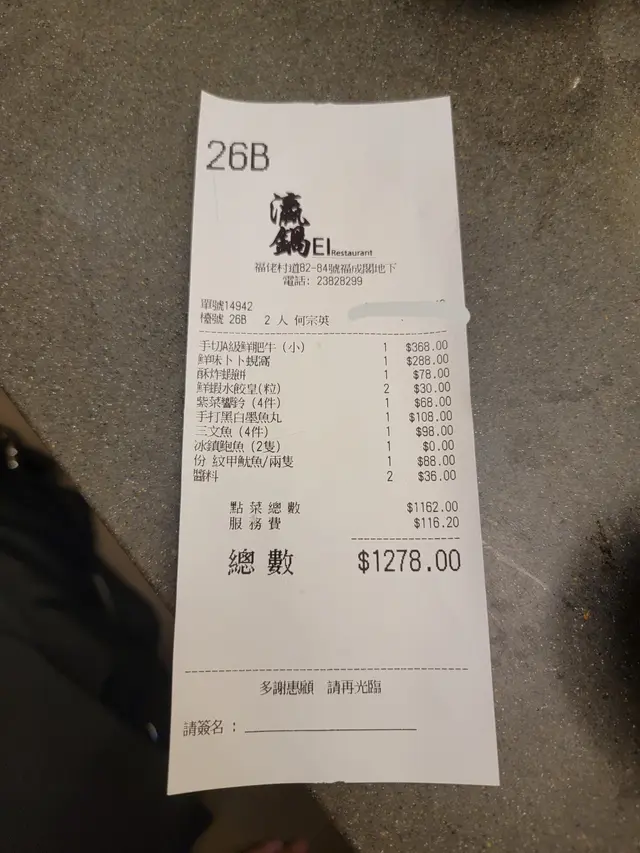 26B
瀛
鍋 EI Restaurant
福佬村道82-84號福成閣地下
電話: 23828299
單號14942
檯號 26B 2 人 何宗英
手切A級鮮肥牛 (小) 1 $368.00
鮮味卜卜蜆窩 1 $288.00
酥炸蝦餅 1 $78.00
鮮蝦水餃皇(粒) 2 $30.00
紫菜響鈴 (4件) 1 $68.00
手打黑白墨魚丸 1 $108.00
三文魚 (4件) 1 $98.00
冰鎮鮑魚 (2隻) 1 $0.00
份 紋甲魷魚/兩隻 1 $88.00
醬料 2 $36.00
點菜總數 $1162.00
服務費 $116.20
總數 $1278.00
多謝惠顧 請再光臨
請簽名 :